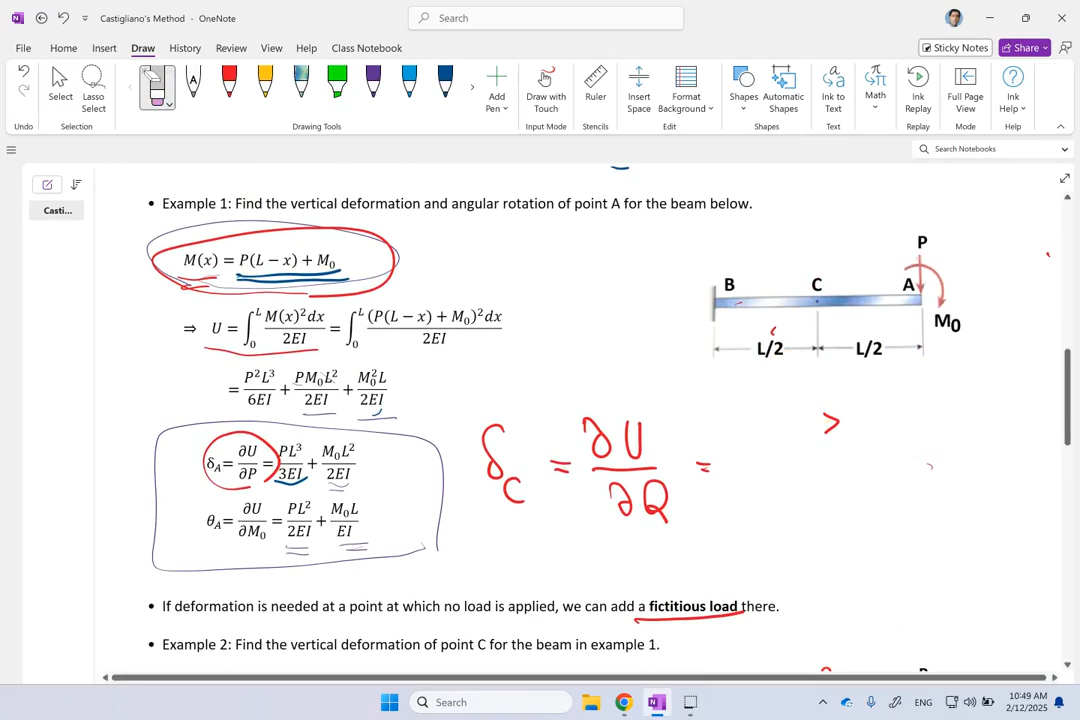 Castigliano's Method - OneNote
Search
File Home Insert Draw History Review View Help Class Notebook
Sticky Notes Share
Select Lasso Select Add Pen Draw with Touch Ruler Insert Space Format Background Shapes Automatic Shapes Ink to Text Math Ink Replay Full Page View Ink Help
Undo Selection Drawing Tools Input Mode Stencils Edit Shapes Text Replay Mode Help
Search Notebooks
Casti...
• Example 1: Find the vertical deformation and angular rotation of point A for the beam below.
M(x) = P(L − x) + M₀
⇒ U = ∫₀ᴸ M(x)²dx / 2EI = ∫₀ᴸ (P(L − x) + M₀)²dx / 2EI
= P²L³ / 6EI + PM₀L² / 2EI + M₀²L / 2EI
δ_A = ∂U / ∂P = PL³ / 3EI + M₀L² / 2EI
θ_A = ∂U / ∂M₀ = PL² / 2EI + M₀L / EI
P
B C A
M₀
L/2 L/2
δ_C = ∂U / ∂Q =
>
• If deformation is needed at a point at which no load is applied, we can add a fictitious load there.
• Example 2: Find the vertical deformation of point C for the beam in example 1.
Search
ENG
10:49 AM
2/12/2025